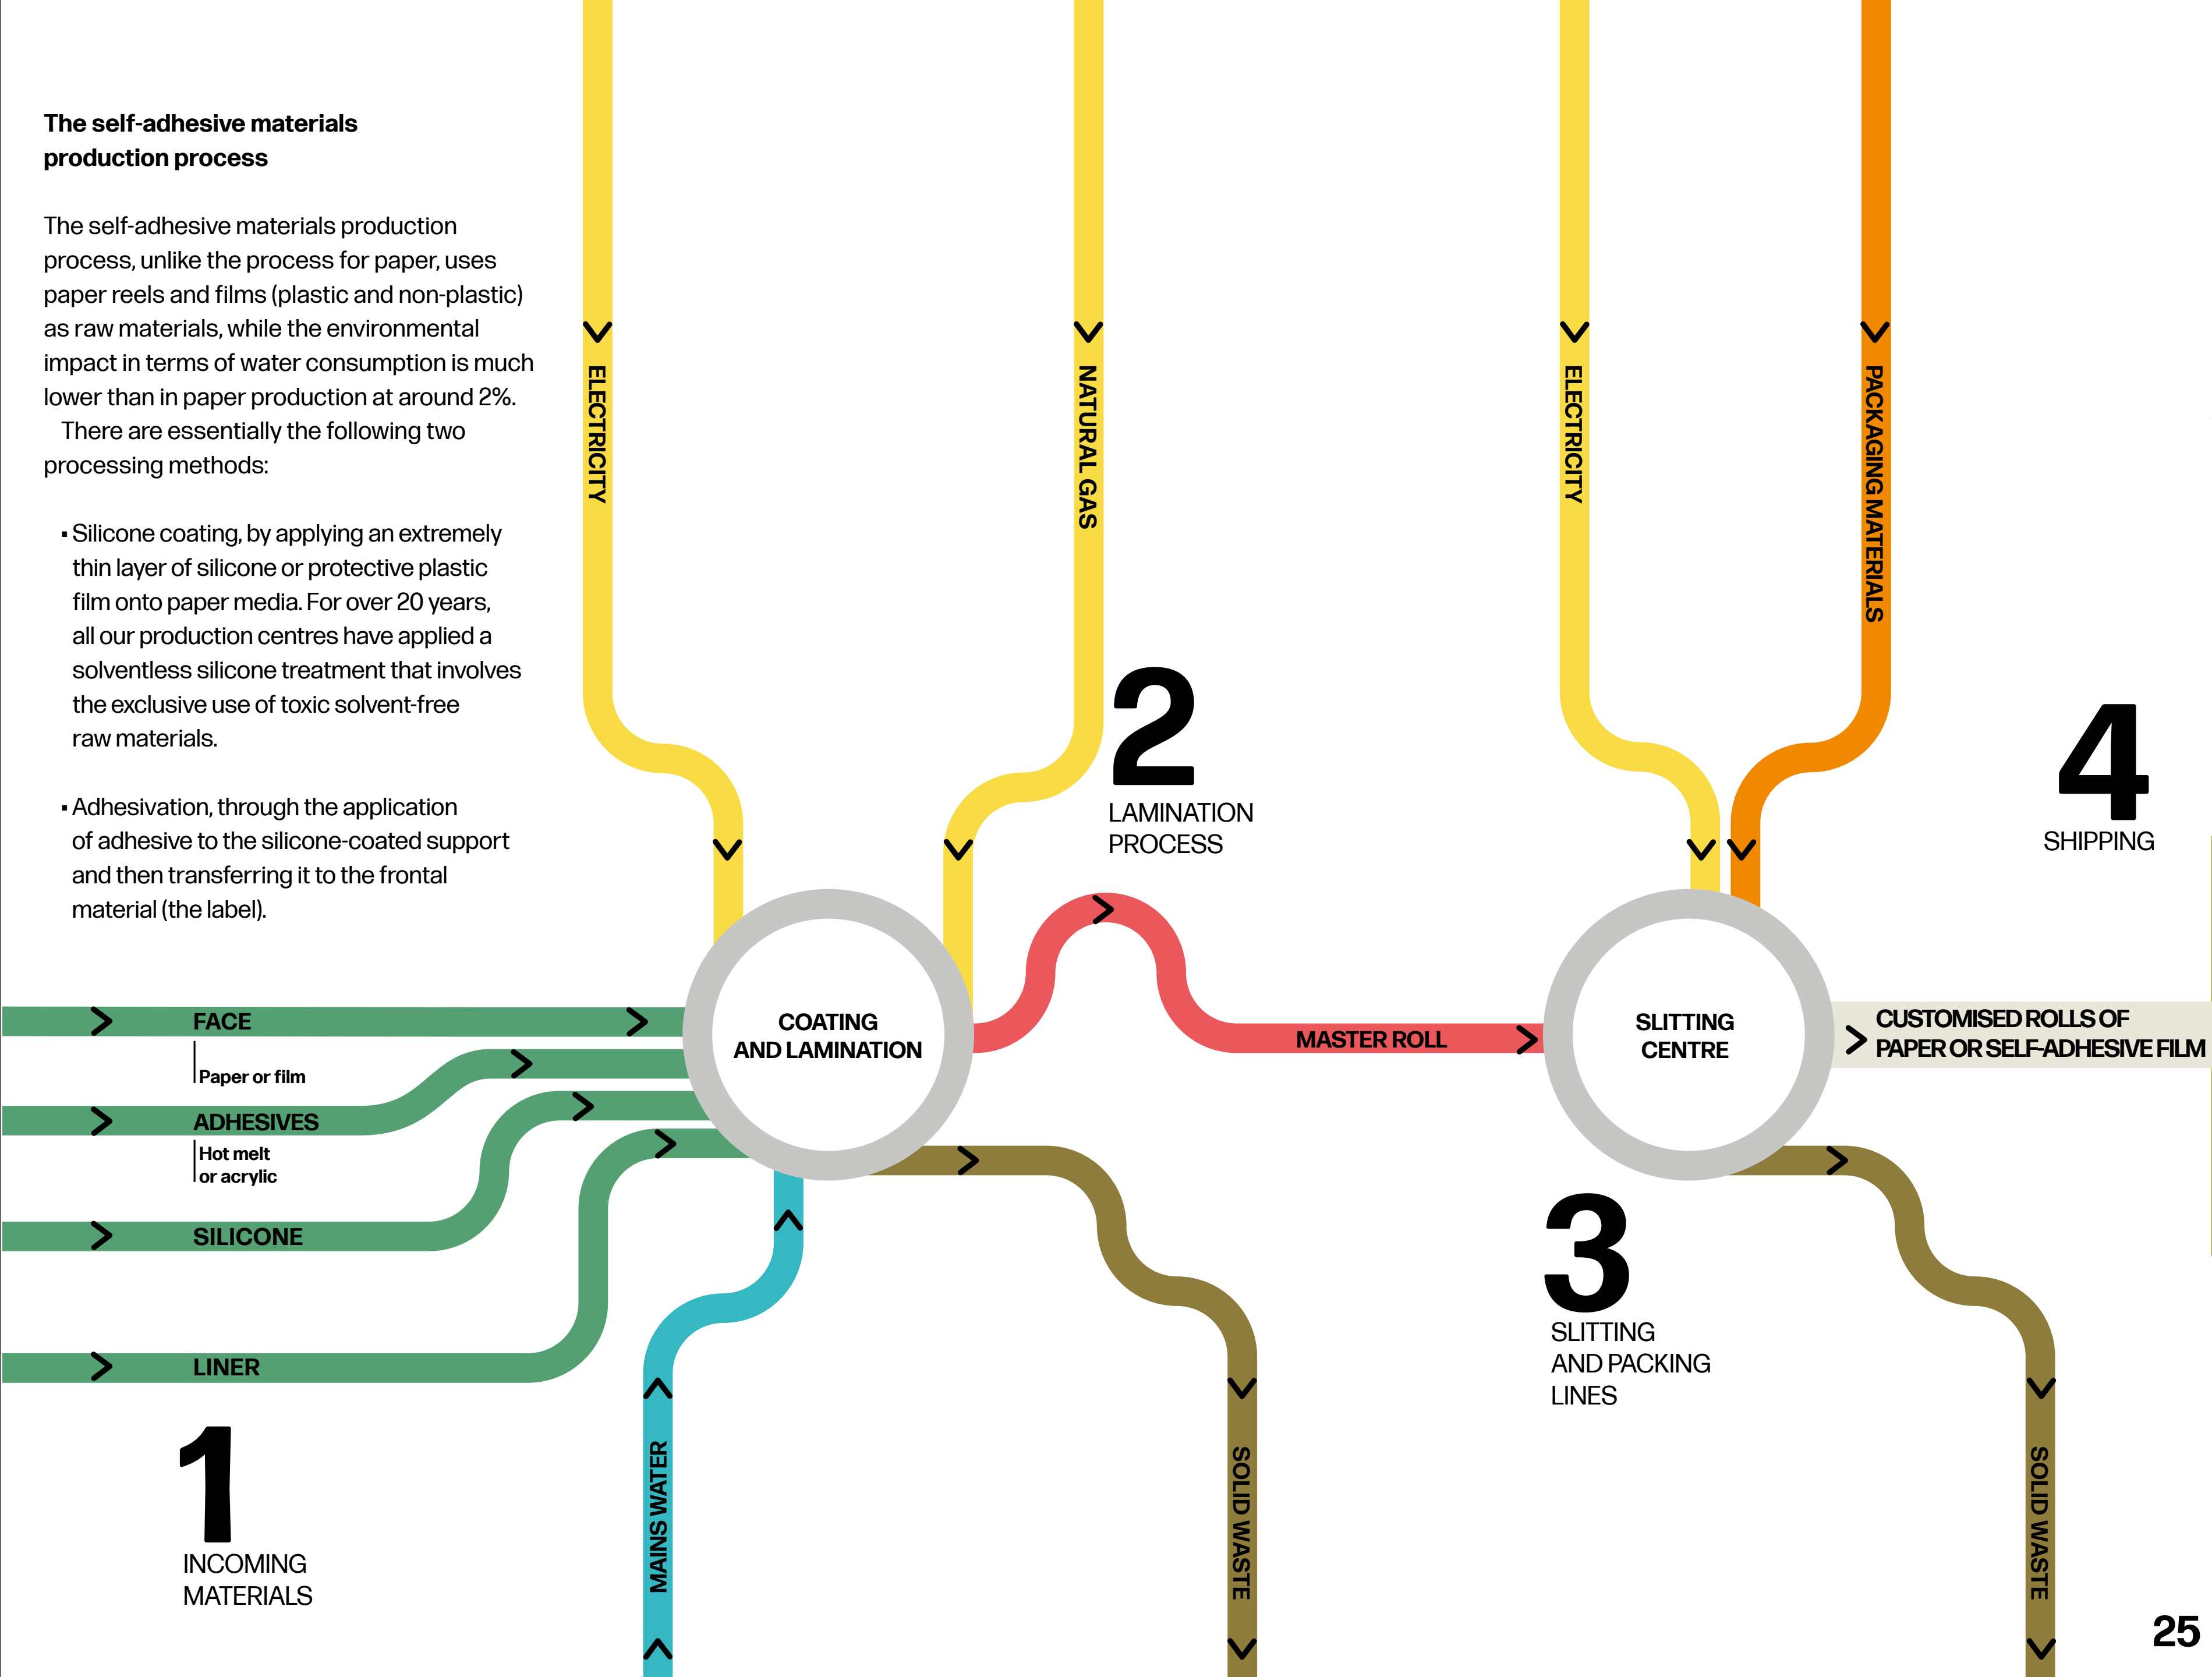 The self-adhesive materials
production process
The self-adhesive materials production
process, unlike the process for paper, uses
paper reels and films (plastic and non-plastic)
as raw materials, while the environmental
impact in terms of water consumption is much
lower than in paper production at around 2%.
There are essentially the following two
processing methods:
▪ Silicone coating, by applying an extremely
thin layer of silicone or protective plastic
film onto paper media. For over 20 years,
all our production centres have applied a
solventless silicone treatment that involves
the exclusive use of toxic solvent-free
raw materials.
▪ Adhesivation, through the application
of adhesive to the silicone-coated support
and then transferring it to the frontal
material (the label).
ELECTRICITY
NATURAL GAS
ELECTRICITY
PACKAGING MATERIALS
2
LAMINATION
PROCESS
4
SHIPPING
FACE
Paper or film
ADHESIVES
Hot melt
or acrylic
SILICONE
LINER
1
INCOMING
MATERIALS
COATING
AND LAMINATION
MASTER ROLL
SLITTING
CENTRE
CUSTOMISED ROLLS OF
PAPER OR SELF-ADHESIVE FILM
3
SLITTING
AND PACKING
LINES
MAINS WATER
SOLID WASTE
SOLID WASTE
25